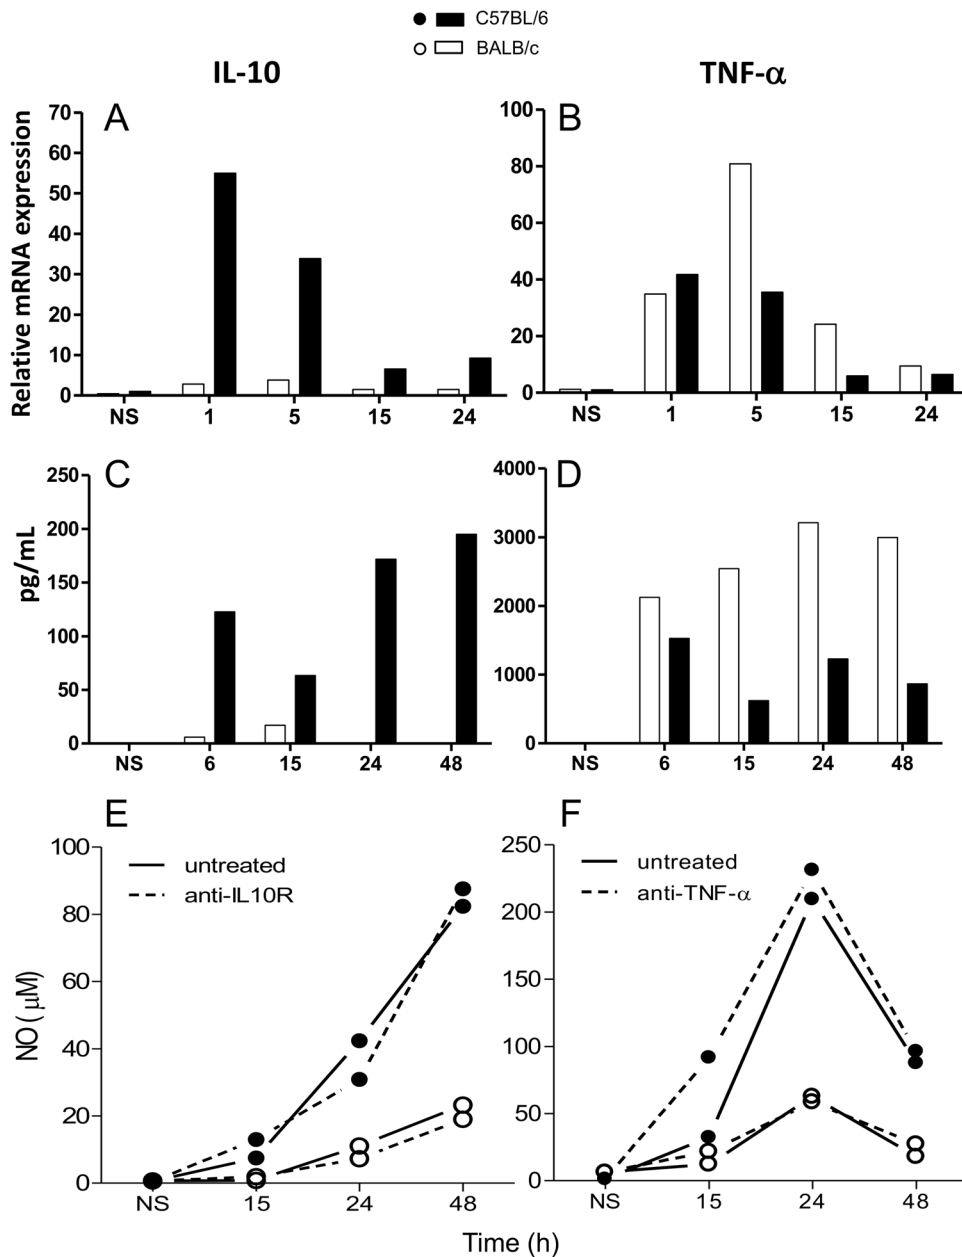 C57BL/6
BALB/c
IL-10
TNF-α
A
B
Relative mRNA expression
70
60
50
40
30
20
10
0
NS 1 5 15 24
100
80
60
40
20
0
NS 1 5 15 24
C
D
pg/mL
250
200
150
100
50
0
NS 6 15 24 48
4000
3000
2000
1000
0
NS 6 15 24 48
E
F
NO (μM)
100
80
60
40
20
0
untreated
anti-IL10R
NS 15 24 48
250
200
150
100
50
0
untreated
anti-TNF-α
NS 15 24 48
Time (h)